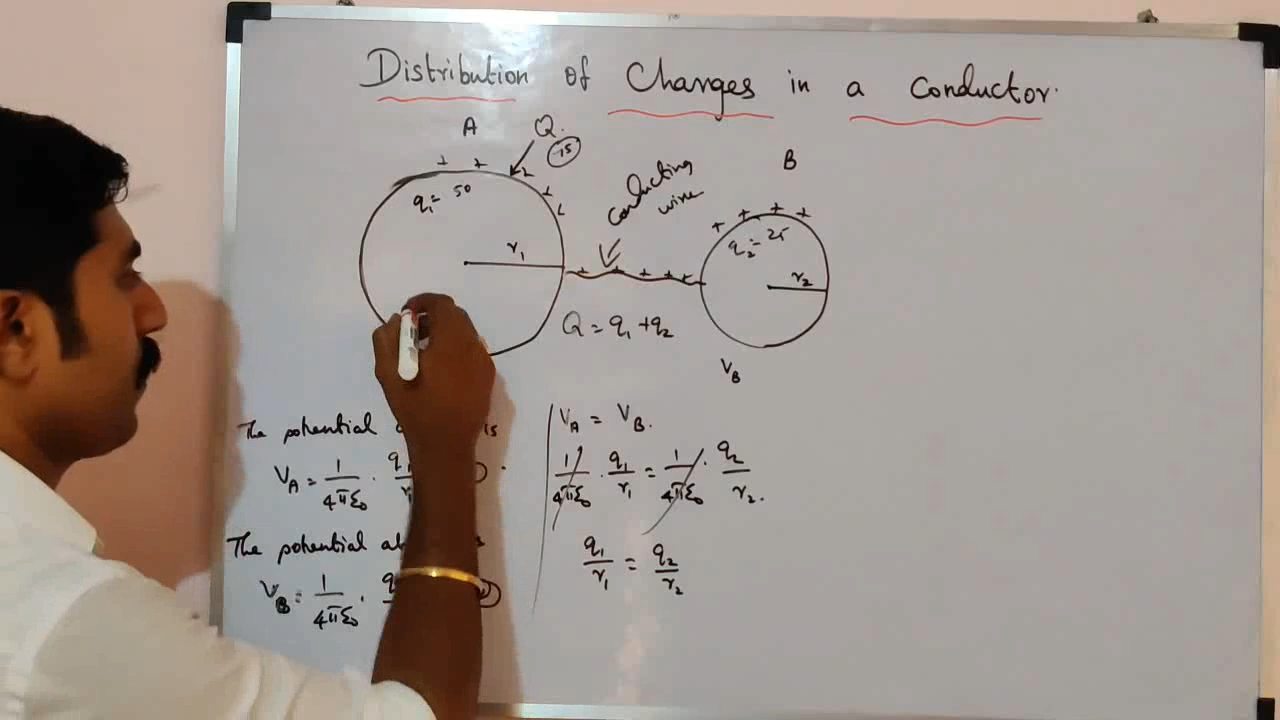 Distribution of Charges in a Conductor.
A
Q.
75
B
q₁ = 50
conducting
wire
q₂ = 25
r₁
r₂
Q = q₁ + q₂
V_B
The potential is
V_A = 1/4πε₀ . q₁/r₁
The potential at
V_B = 1/4πε₀ .
V_A = V_B.
1/4πε₀ . q₁/r₁ = 1/4πε₀ . q₂/r₂.
q₁/r₁ = q₂/r₂